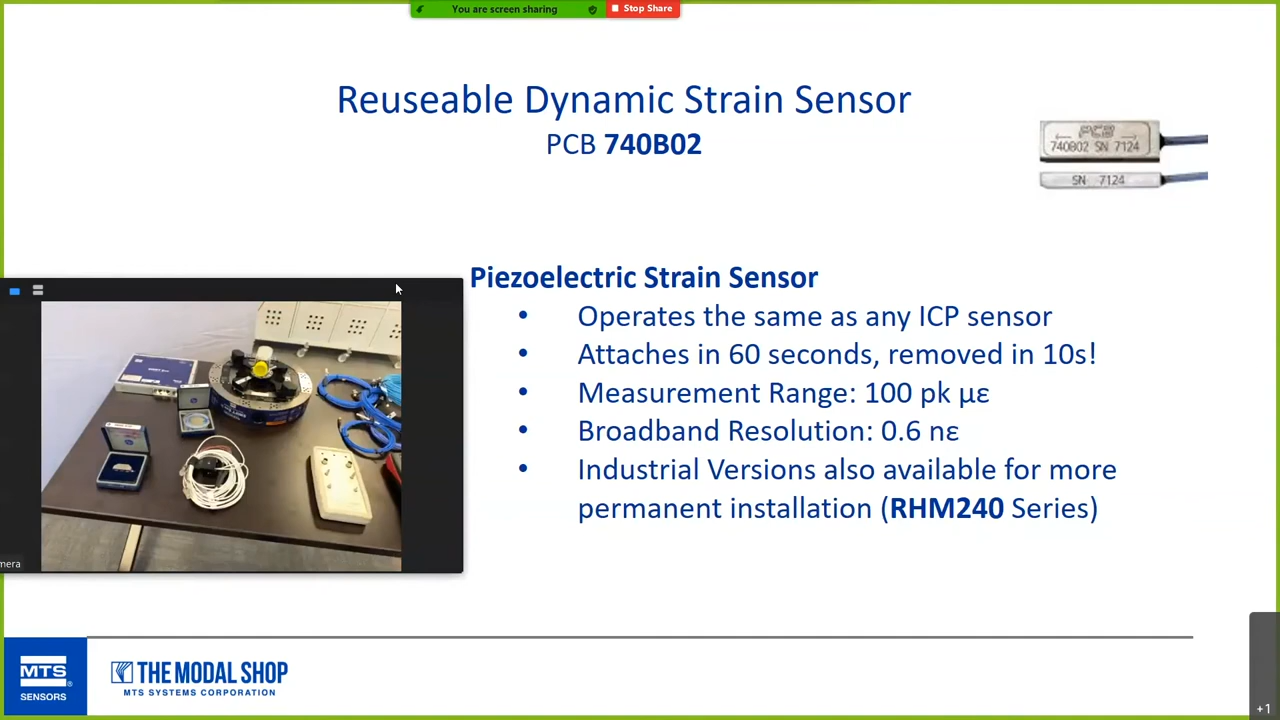 You are screen sharing
Stop Share
Reuseable Dynamic Strain Sensor
PCB 740B02
PCB
740B02 SN 7124
SN 7124
Piezoelectric Strain Sensor
• Operates the same as any ICP sensor
• Attaches in 60 seconds, removed in 10s!
• Measurement Range: 100 pk με
• Broadband Resolution: 0.6 nε
• Industrial Versions also available for more
permanent installation (RHM240 Series)
mera
MTS
SENSORS
THE MODAL SHOP
MTS SYSTEMS CORPORATION
+1